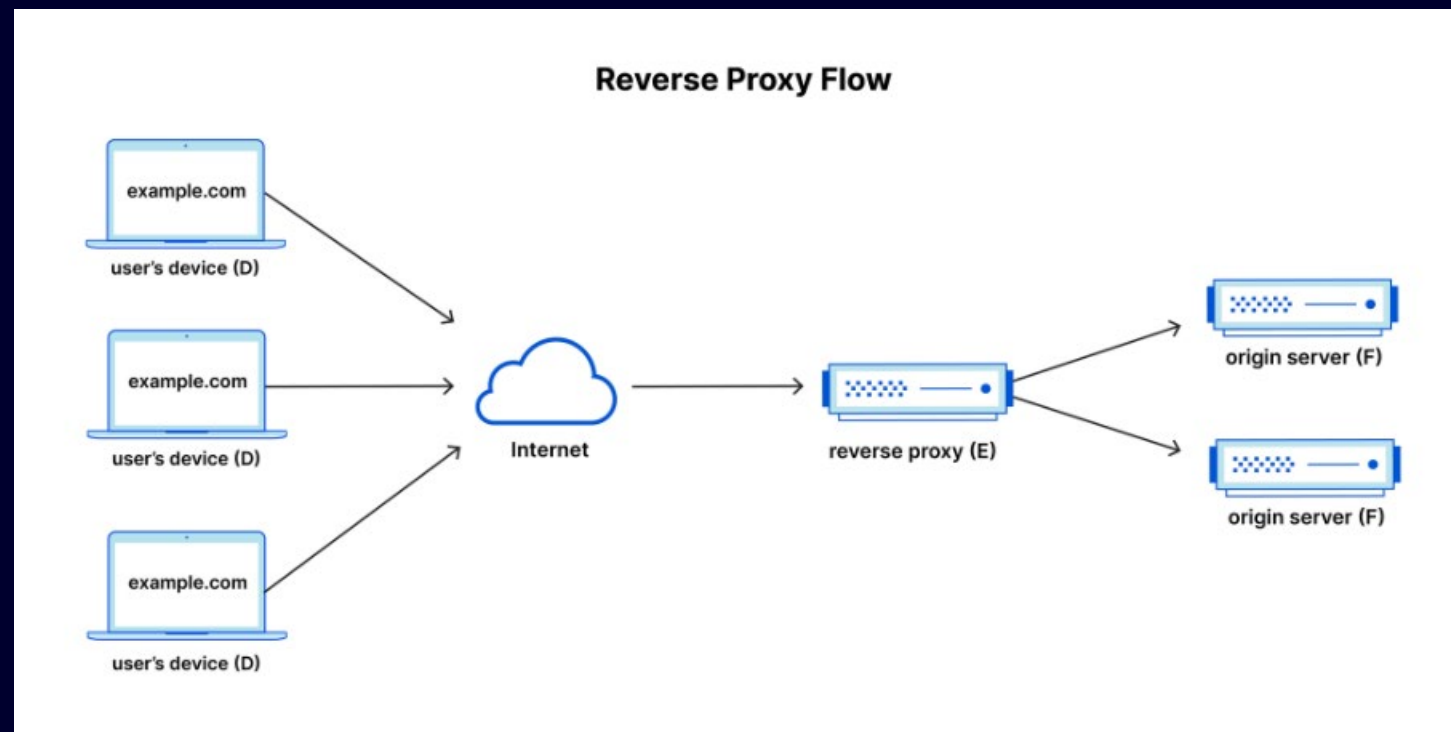 Reverse Proxy Flow
example.com
user's device (D)
example.com
user's device (D)
example.com
user's device (D)
Internet
reverse proxy (E)
origin server (F)
origin server (F)